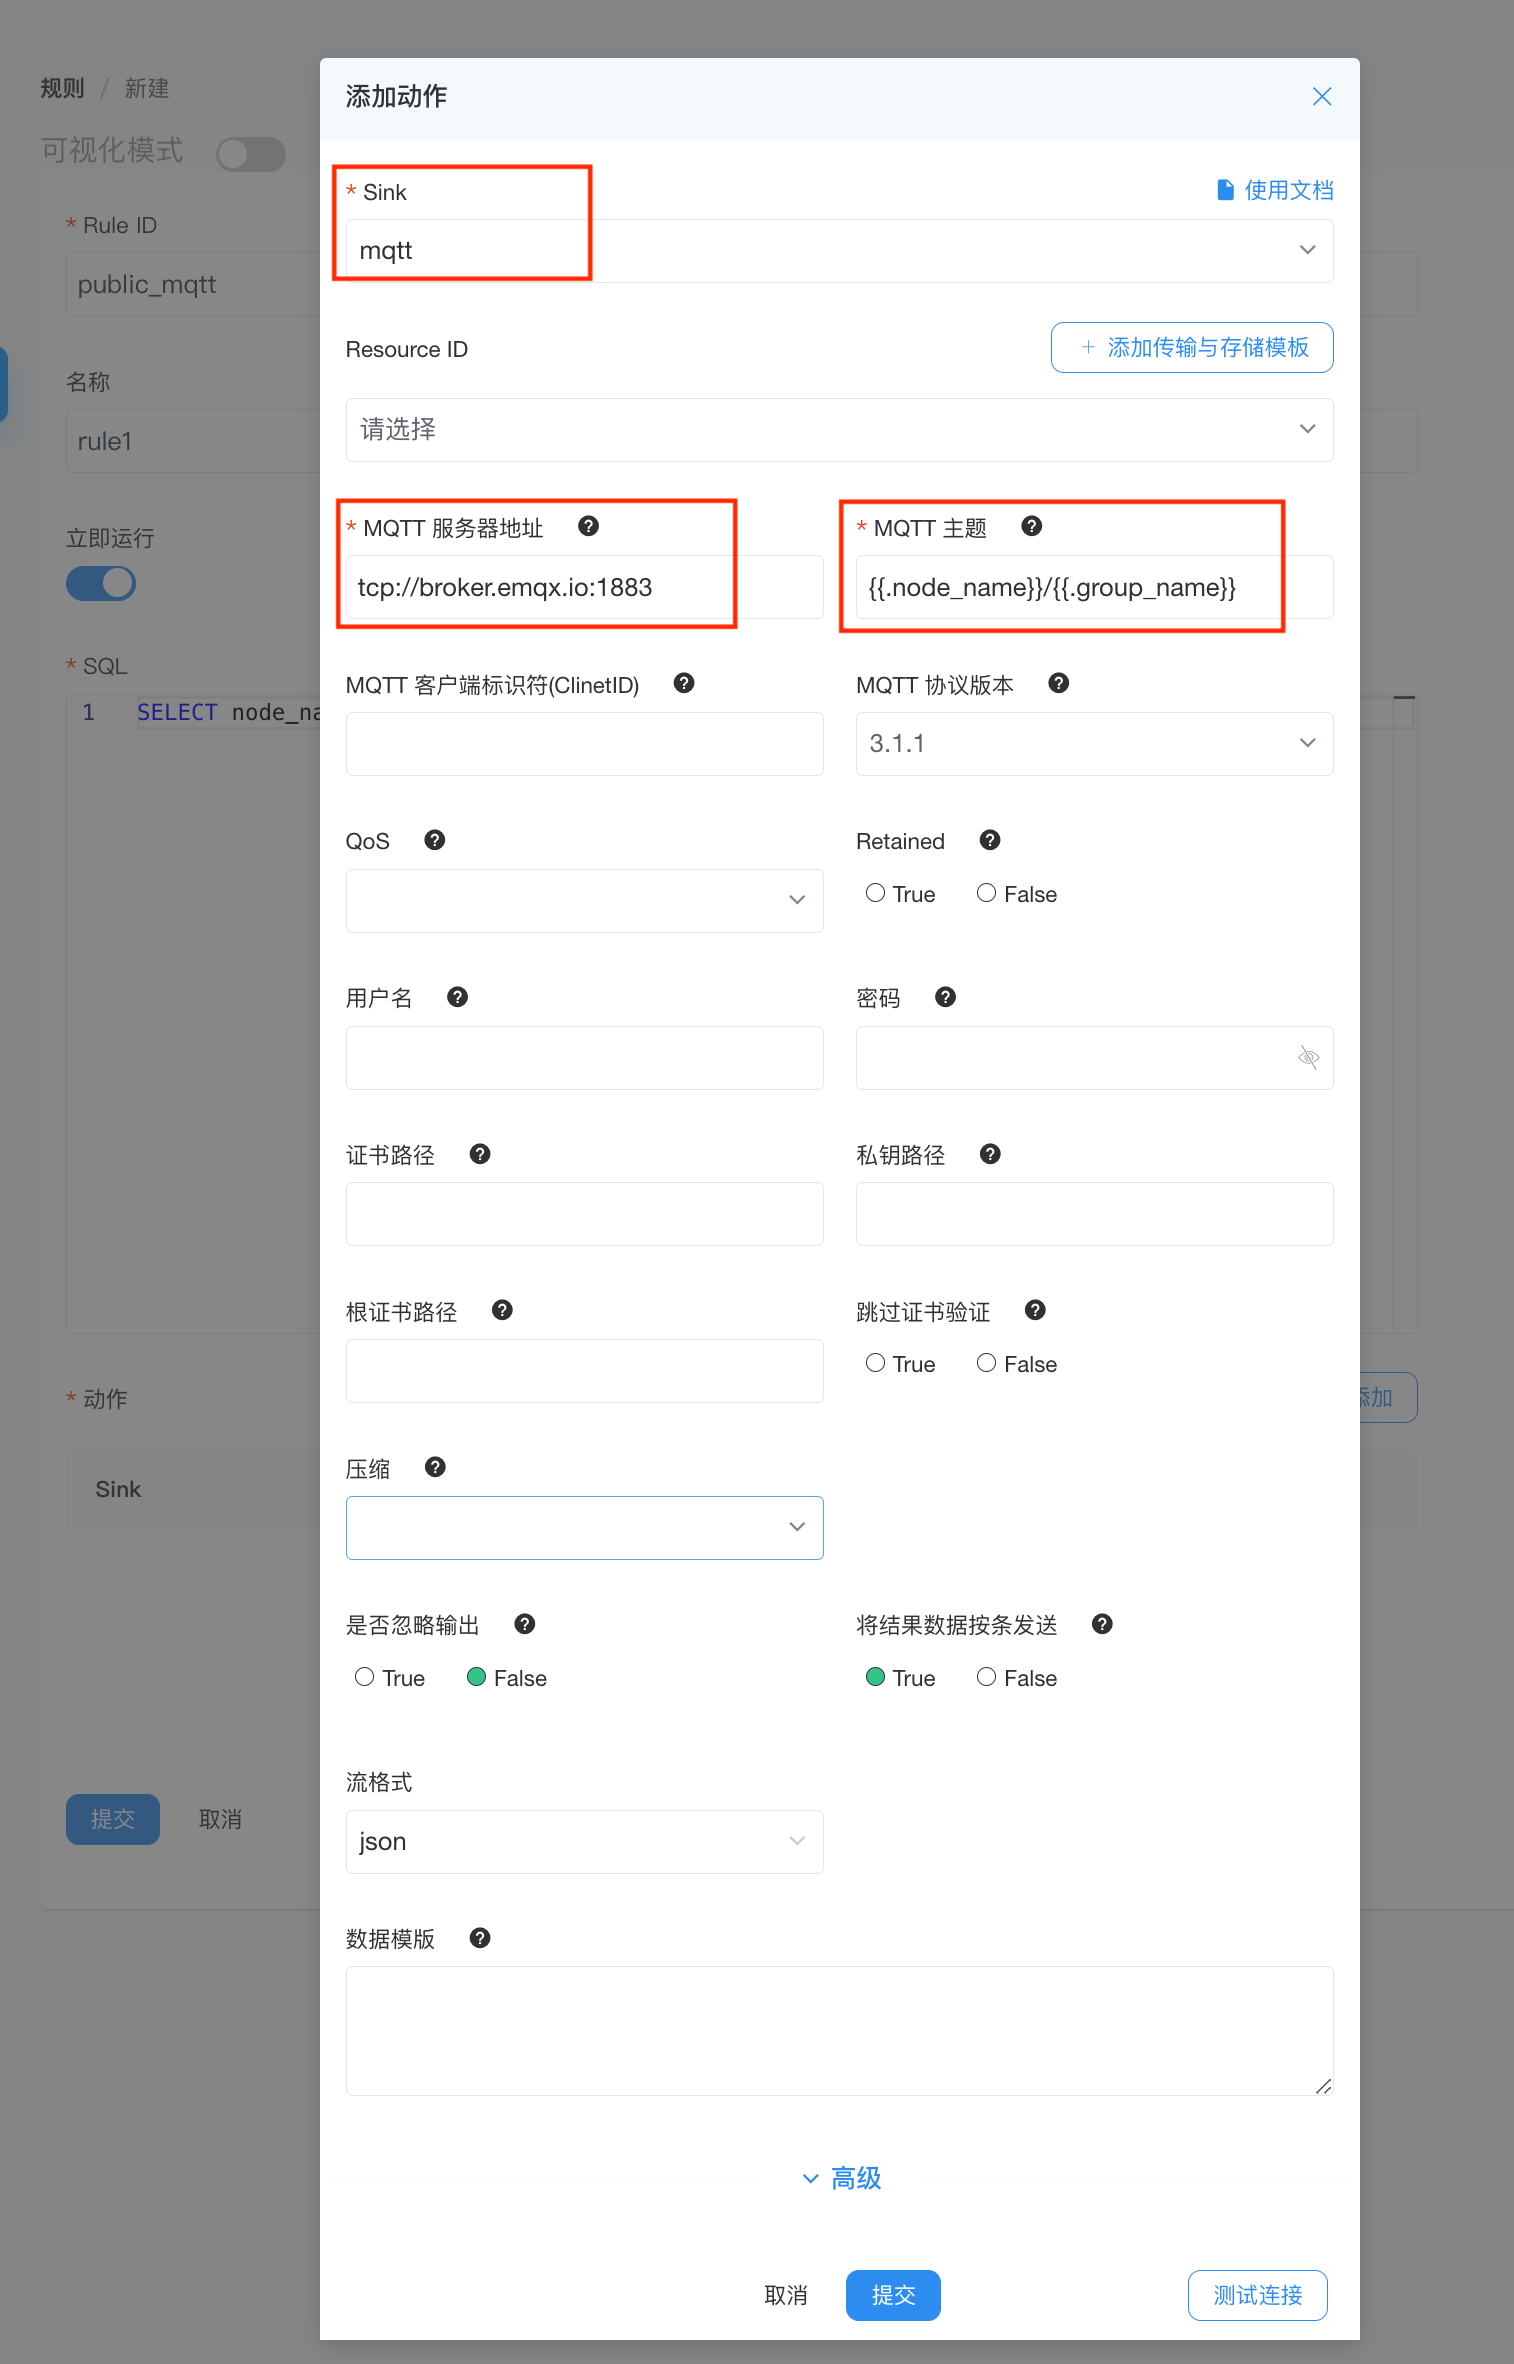 规则 / 新建
可视化模式
* Rule ID
public_mqtt
名称
rule1
立即运行
* SQL
1 SELECT node_na
* 动作
添加
Sink
提交 取消
添加动作
* Sink 使用文档
mqtt
Resource ID + 添加传输与存储模板
请选择
* MQTT 服务器地址 ? * MQTT 主题 ?
tcp://broker.emqx.io:1883 {{.node_name}}/{{.group_name}}
MQTT 客户端标识符(ClinetID) ? MQTT 协议版本 ?
3.1.1
QoS ? Retained ?
True False
用户名 ? 密码 ?
证书路径 ? 私钥路径 ?
根证书路径 ? 跳过证书验证 ?
True False
压缩 ?
是否忽略输出 ? 将结果数据按条发送 ?
True False True False
流格式
json
数据模版 ?
高级
取消 提交 测试连接